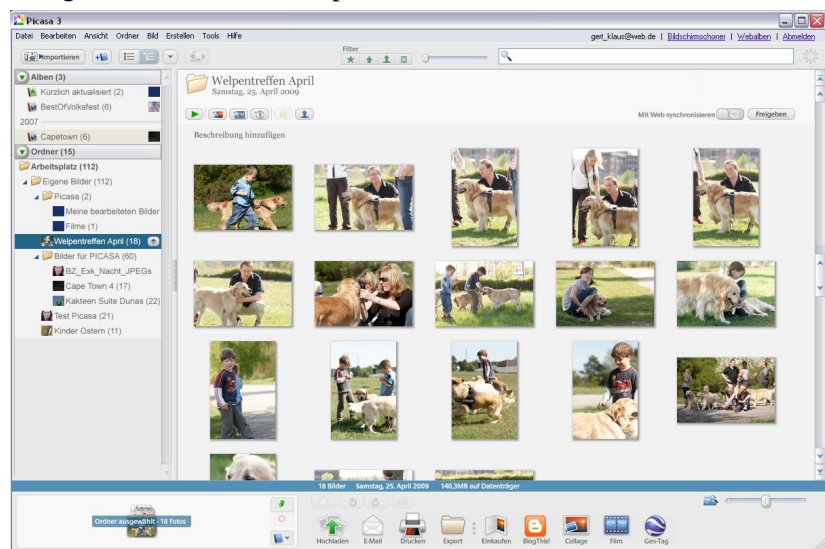 Picasa 3
Datei Bearbeiten Ansicht Ordner Bild Erstellen Tools Hilfe
gert_klaus@web.de | Bildschirmschoner | Webalben | Abmelden
Importieren
Filter
Alben (3)
Kürzlich aktualisiert (2)
BestOfVolksfest (6)
2007
Capetown (6)
Ordner (15)
Arbeitsplatz (112)
Eigene Bilder (112)
Picasa (2)
Meine bearbeiteten Bilder
Filme (1)
Welpentreffen April (18)
Bilder für PICASA (60)
BZ_Exk_Nacht_JPEGs
Cape Town 4 (17)
Kakteen Suite Dunas (22)
Test Picasa (21)
Kinder Ostern (11)
Welpentreffen April
Samstag, 25. April 2009
Mit Web synchronisieren
Freigeben
Beschreibung hinzufügen
18 Bilder Samstag, 25. April 2009 140,3MB auf Datenträger
Ordner ausgewählt - 18 Fotos
Hochladen E-Mail Drucken Export Einkaufen BlogThis! Collage Film Geo-Tag